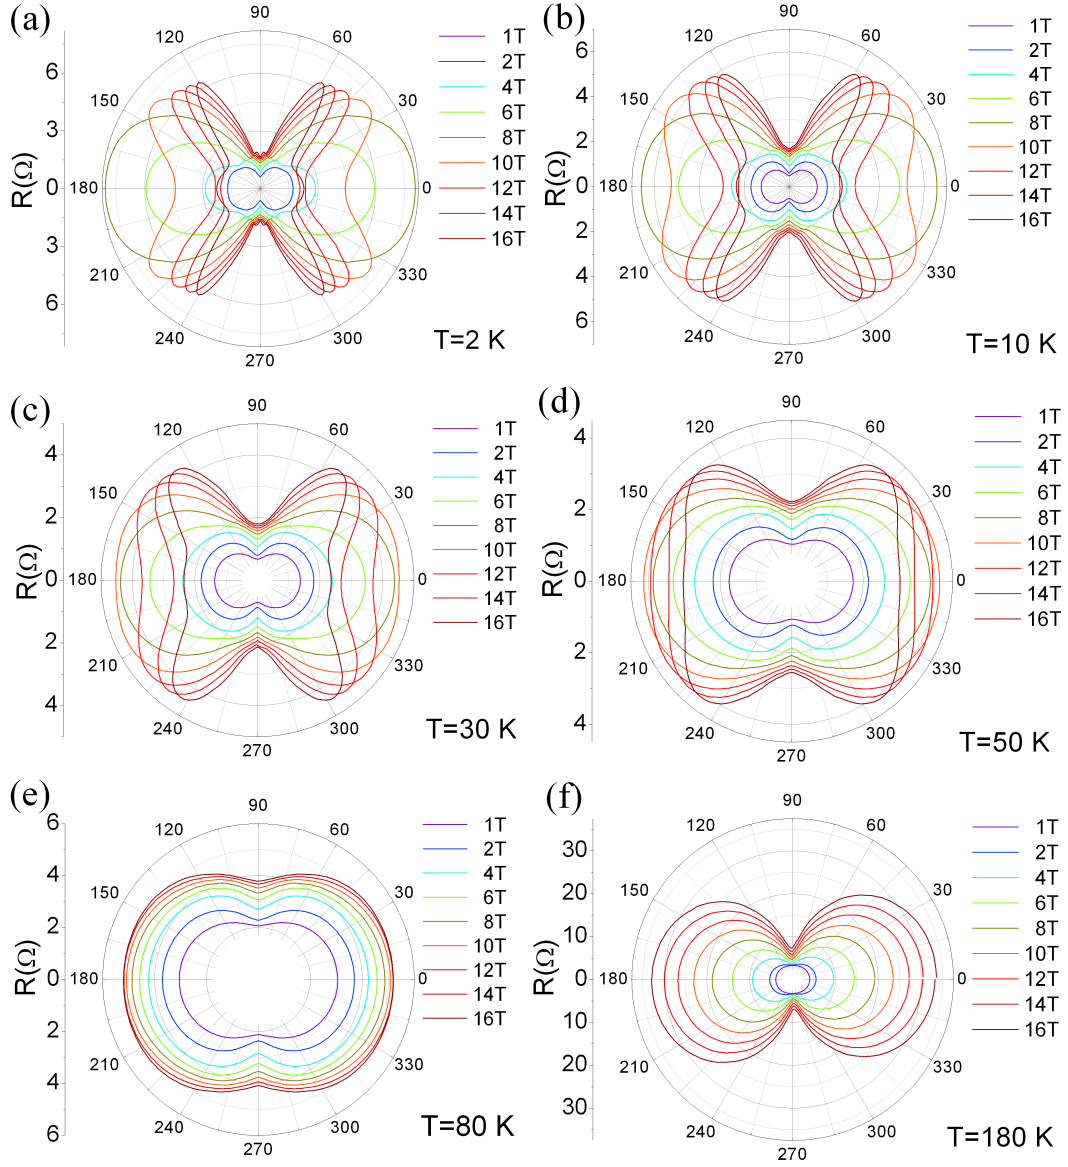 (a)
R(Ω)
6
3
0
3
6
90
120
60
150
30
180
0
210
330
240
300
270
1T
2T
4T
6T
8T
10T
12T
14T
16T
T=2 K
(b)
R(Ω)
6
4
2
0
2
4
6
90
120
60
150
30
180
0
210
330
240
300
270
1T
2T
4T
6T
8T
10T
12T
14T
16T
T=10 K
(c)
R(Ω)
4
2
0
2
4
90
120
60
150
30
180
0
210
330
240
300
270
1T
2T
4T
6T
8T
10T
12T
14T
16T
T=30 K
(d)
R(Ω)
4
2
0
2
4
90
120
60
150
30
180
0
210
330
240
300
270
1T
2T
4T
6T
8T
10T
12T
14T
16T
T=50 K
(e)
R(Ω)
6
4
2
0
2
4
6
90
120
60
150
30
180
0
210
330
240
300
270
1T
2T
4T
6T
8T
10T
12T
14T
16T
T=80 K
(f)
R(Ω)
30
20
10
0
10
20
30
90
120
60
150
30
180
0
210
330
240
300
270
1T
2T
4T
6T
8T
10T
12T
14T
16T
T=180 K